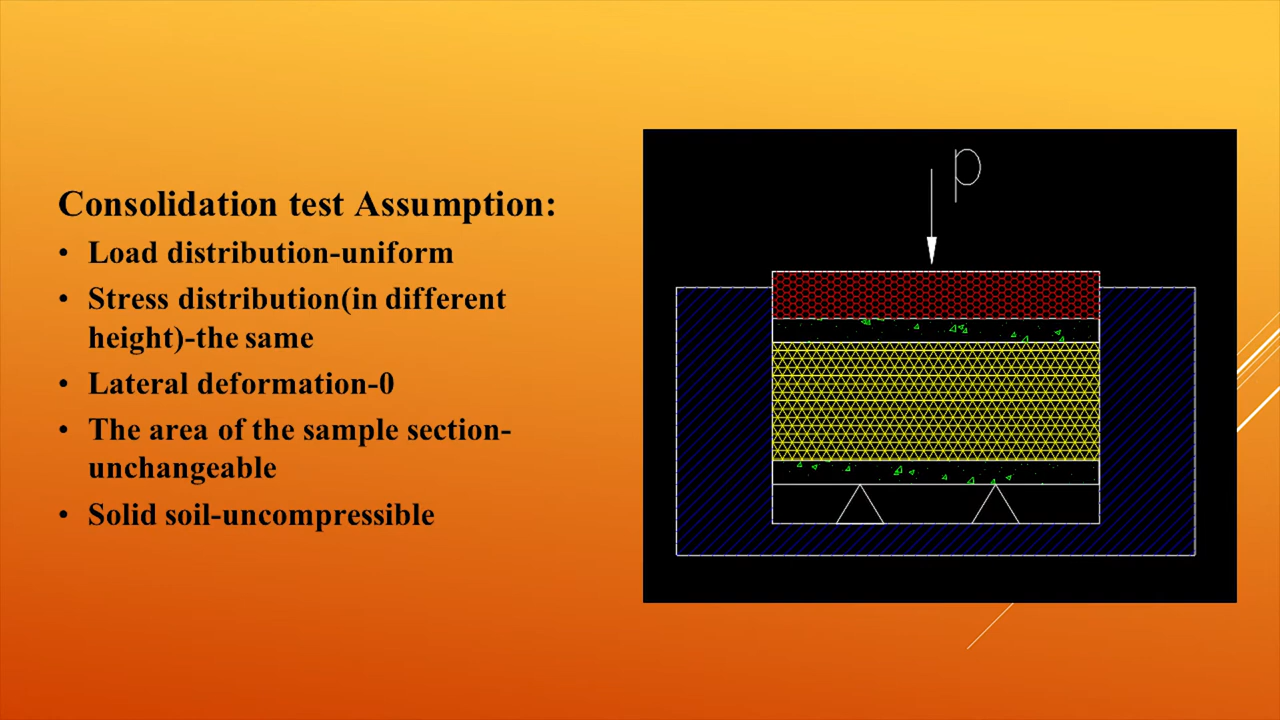 Consolidation test Assumption:
• Load distribution-uniform
• Stress distribution(in different
height)-the same
• Lateral deformation-0
• The area of the sample section-
unchangeable
• Solid soil-uncompressible
p